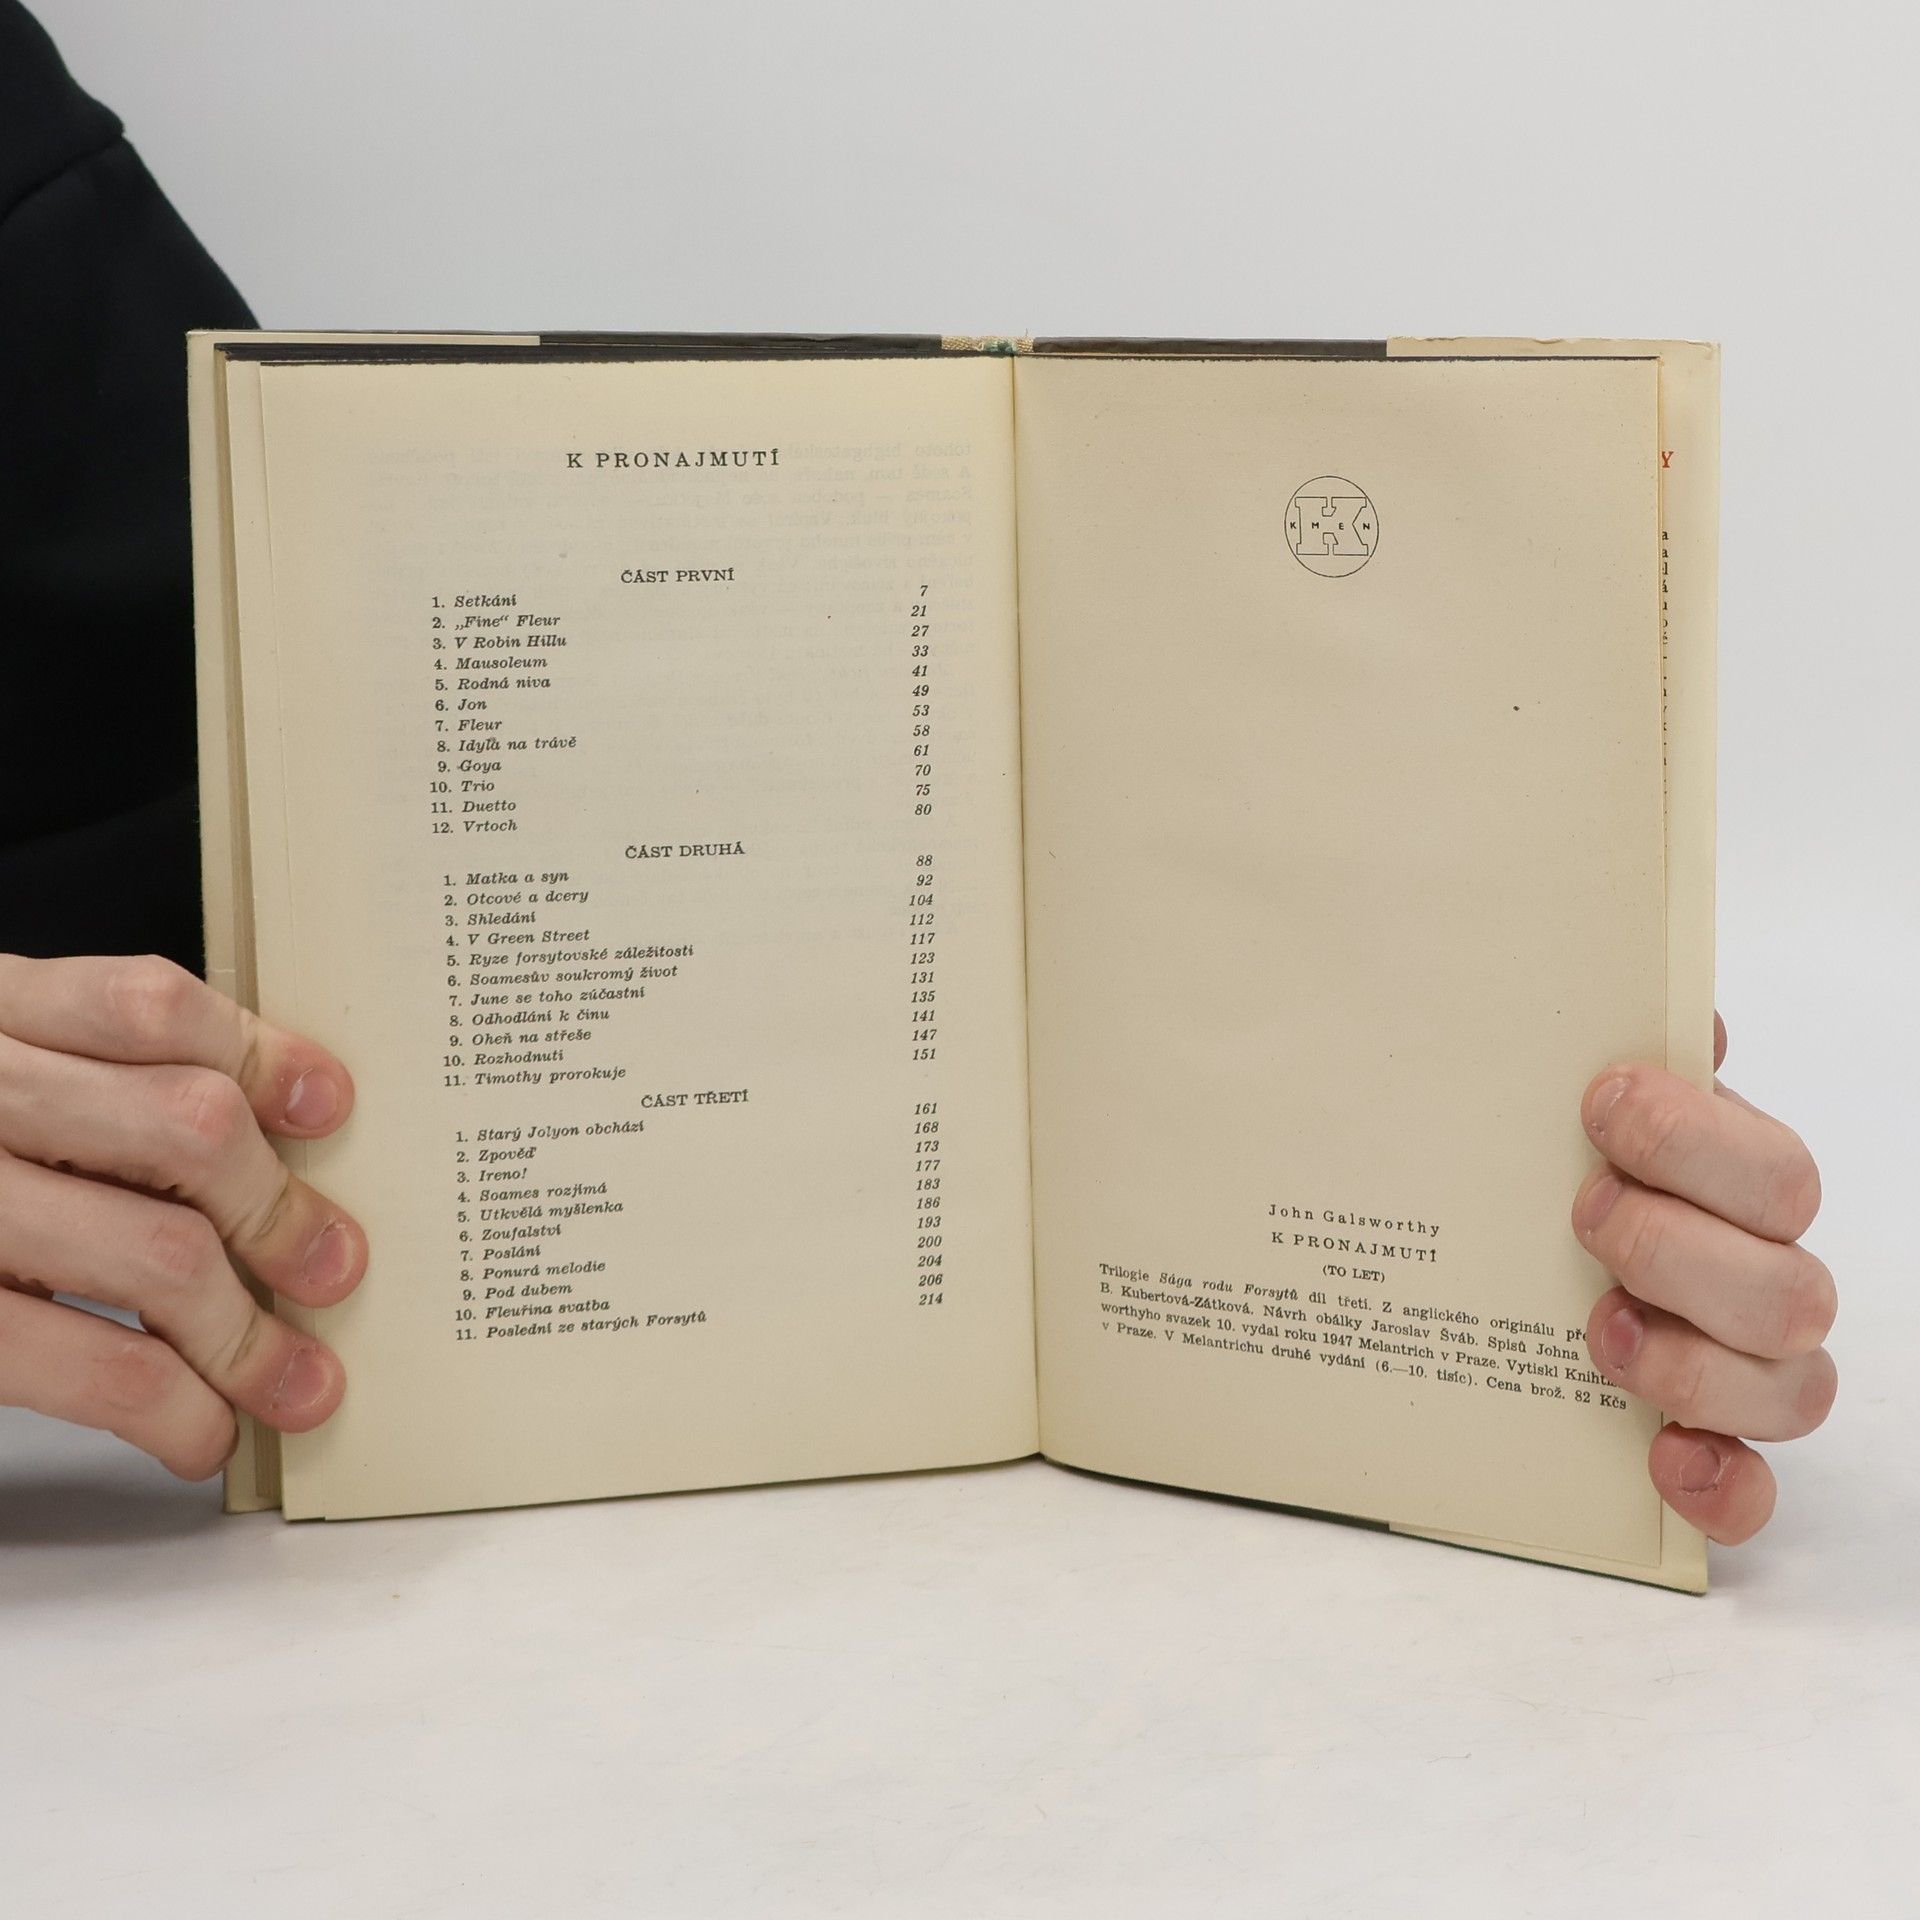 K PRONAJMUTÍ
ČÁST PRVNÍ
1. Setkání 7
2. „Fine“ Fleur 21
3. V Robin Hillu 27
4. Mausoleum 33
5. Rodná niva 41
6. Jon 49
7. Fleur 53
8. Idyla na trávě 58
9. Goya 61
10. Trio 70
11. Duetto 75
12. Vrtoch 80
ČÁST DRUHÁ
1. Matka a syn 88
2. Otcové a dcery 92
3. Shledání 104
4. V Green Street 112
5. Ryze forsytovské záležitosti 117
6. Soamesův soukromý život 123
7. June se toho zúčastní 131
8. Odhodlání k činu 135
9. Oheň na střeše 141
10. Rozhodnutí 147
11. Timothy prorokuje 151
ČÁST TŘETÍ
1. Starý Jolyon obchází 161
2. Zpověď 168
3. Ireno! 173
4. Soames rozjímá 177
5. Utkvělá myšlenka 183
6. Zoufalství 186
7. Poslání 193
8. Ponurá melodie 200
9. Pod dubem 204
10. Fleuřina svatba 206
11. Poslední ze starých Forsytů 214
K
KMEN
John Galsworthy
K PRONAJMUTÍ
(TO LET)
Trilogie Sága rodu Forsytů díl třetí. Z anglického originálu
B. Kubertová-Zátková. Návrh obálky Jaroslav Šváb. Spisů Johna
worthyho svazek 10. vydal roku 1947 Melantrich v Praze. Vytiskl
v Praze. V Melantrichu druhé vydání (6.—10. tisíc). Cena brož. 82 Kčs
Y